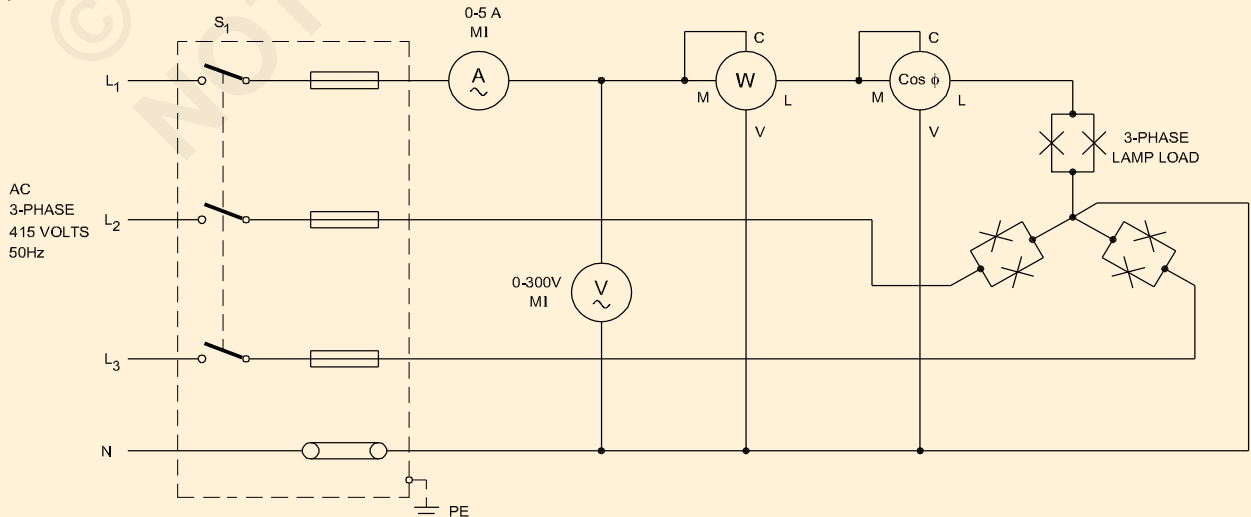 ©
NOT
S1
0-5 A
MI
L1
A
W
C
M
L
V
Cos ϕ
C
M
L
V
3-PHASE
LAMP LOAD
AC
3-PHASE
415 VOLTS
50Hz
L2
0-300V
MI
V
L3
N
PE